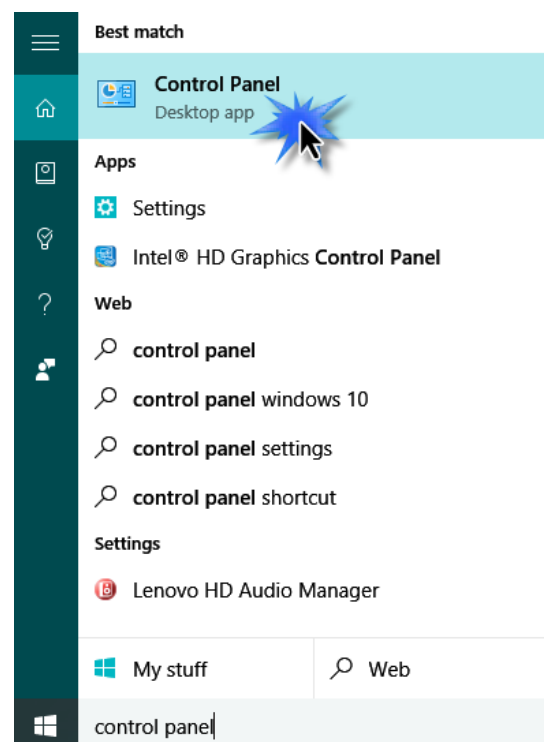 Best match
Control Panel
Desktop app
Apps
Settings
Intel® HD Graphics Control Panel
Web
control panel
control panel windows 10
control panel settings
control panel shortcut
Settings
Lenovo HD Audio Manager
My stuff
Web
control panel